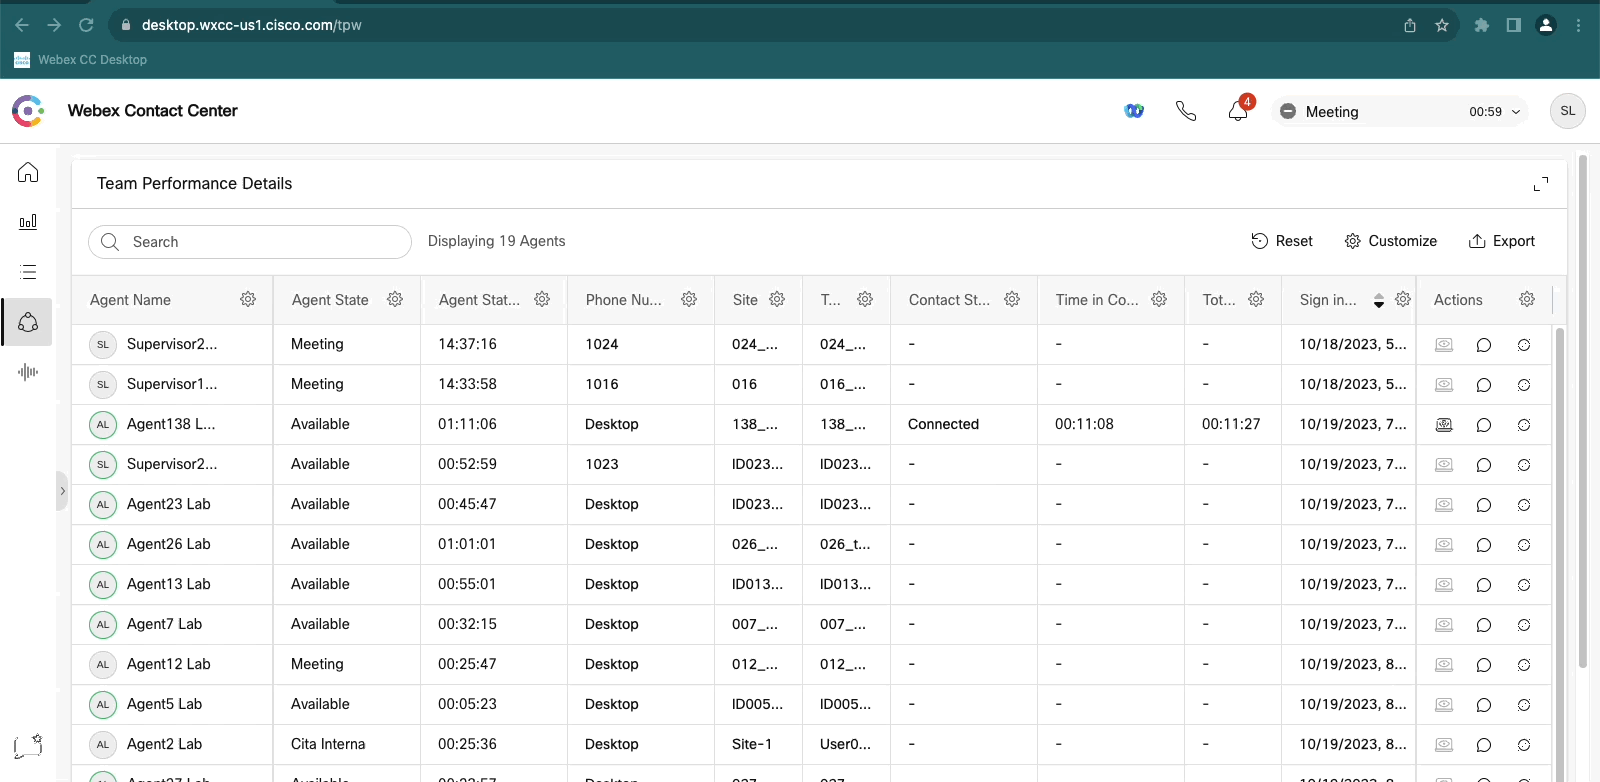 desktop.wxcc-us1.cisco.com/tpw
Webex CC Desktop
Webex Contact Center
4
Meeting 00:59
SL
Team Performance Details
Search
Displaying 19 Agents
Reset Customize Export
Agent Name Agent State Agent Stat... Phone Nu... Site T... Contact St... Time in Co... Tot... Sign in... Actions
SL Supervisor2... Meeting 14:37:16 1024 024_... 024_... - - - 10/18/2023, 5...
SL Supervisor1... Meeting 14:33:58 1016 016 016_... - - - 10/18/2023, 5...
AL Agent138 L... Available 01:11:06 Desktop 138_... 138_... Connected 00:11:08 00:11:27 10/19/2023, 7...
SL Supervisor2... Available 00:52:59 1023 ID023... ID023... - - - 10/19/2023, 7...
AL Agent23 Lab Available 00:45:47 Desktop ID023... ID023... - - - 10/19/2023, 7...
AL Agent26 Lab Available 01:01:01 Desktop 026_... 026_t... - - - 10/19/2023, 7...
AL Agent13 Lab Available 00:55:01 Desktop ID013... ID013... - - - 10/19/2023, 7...
AL Agent7 Lab Available 00:32:15 Desktop 007_... 007_... - - - 10/19/2023, 7...
AL Agent12 Lab Meeting 00:25:47 Desktop 012_... 012_... - - - 10/19/2023, 8...
AL Agent5 Lab Available 00:05:23 Desktop ID005... ID005... - - - 10/19/2023, 8...
AL Agent2 Lab Cita Interna 00:25:36 Desktop Site-1 User0... - - - 10/19/2023, 8...